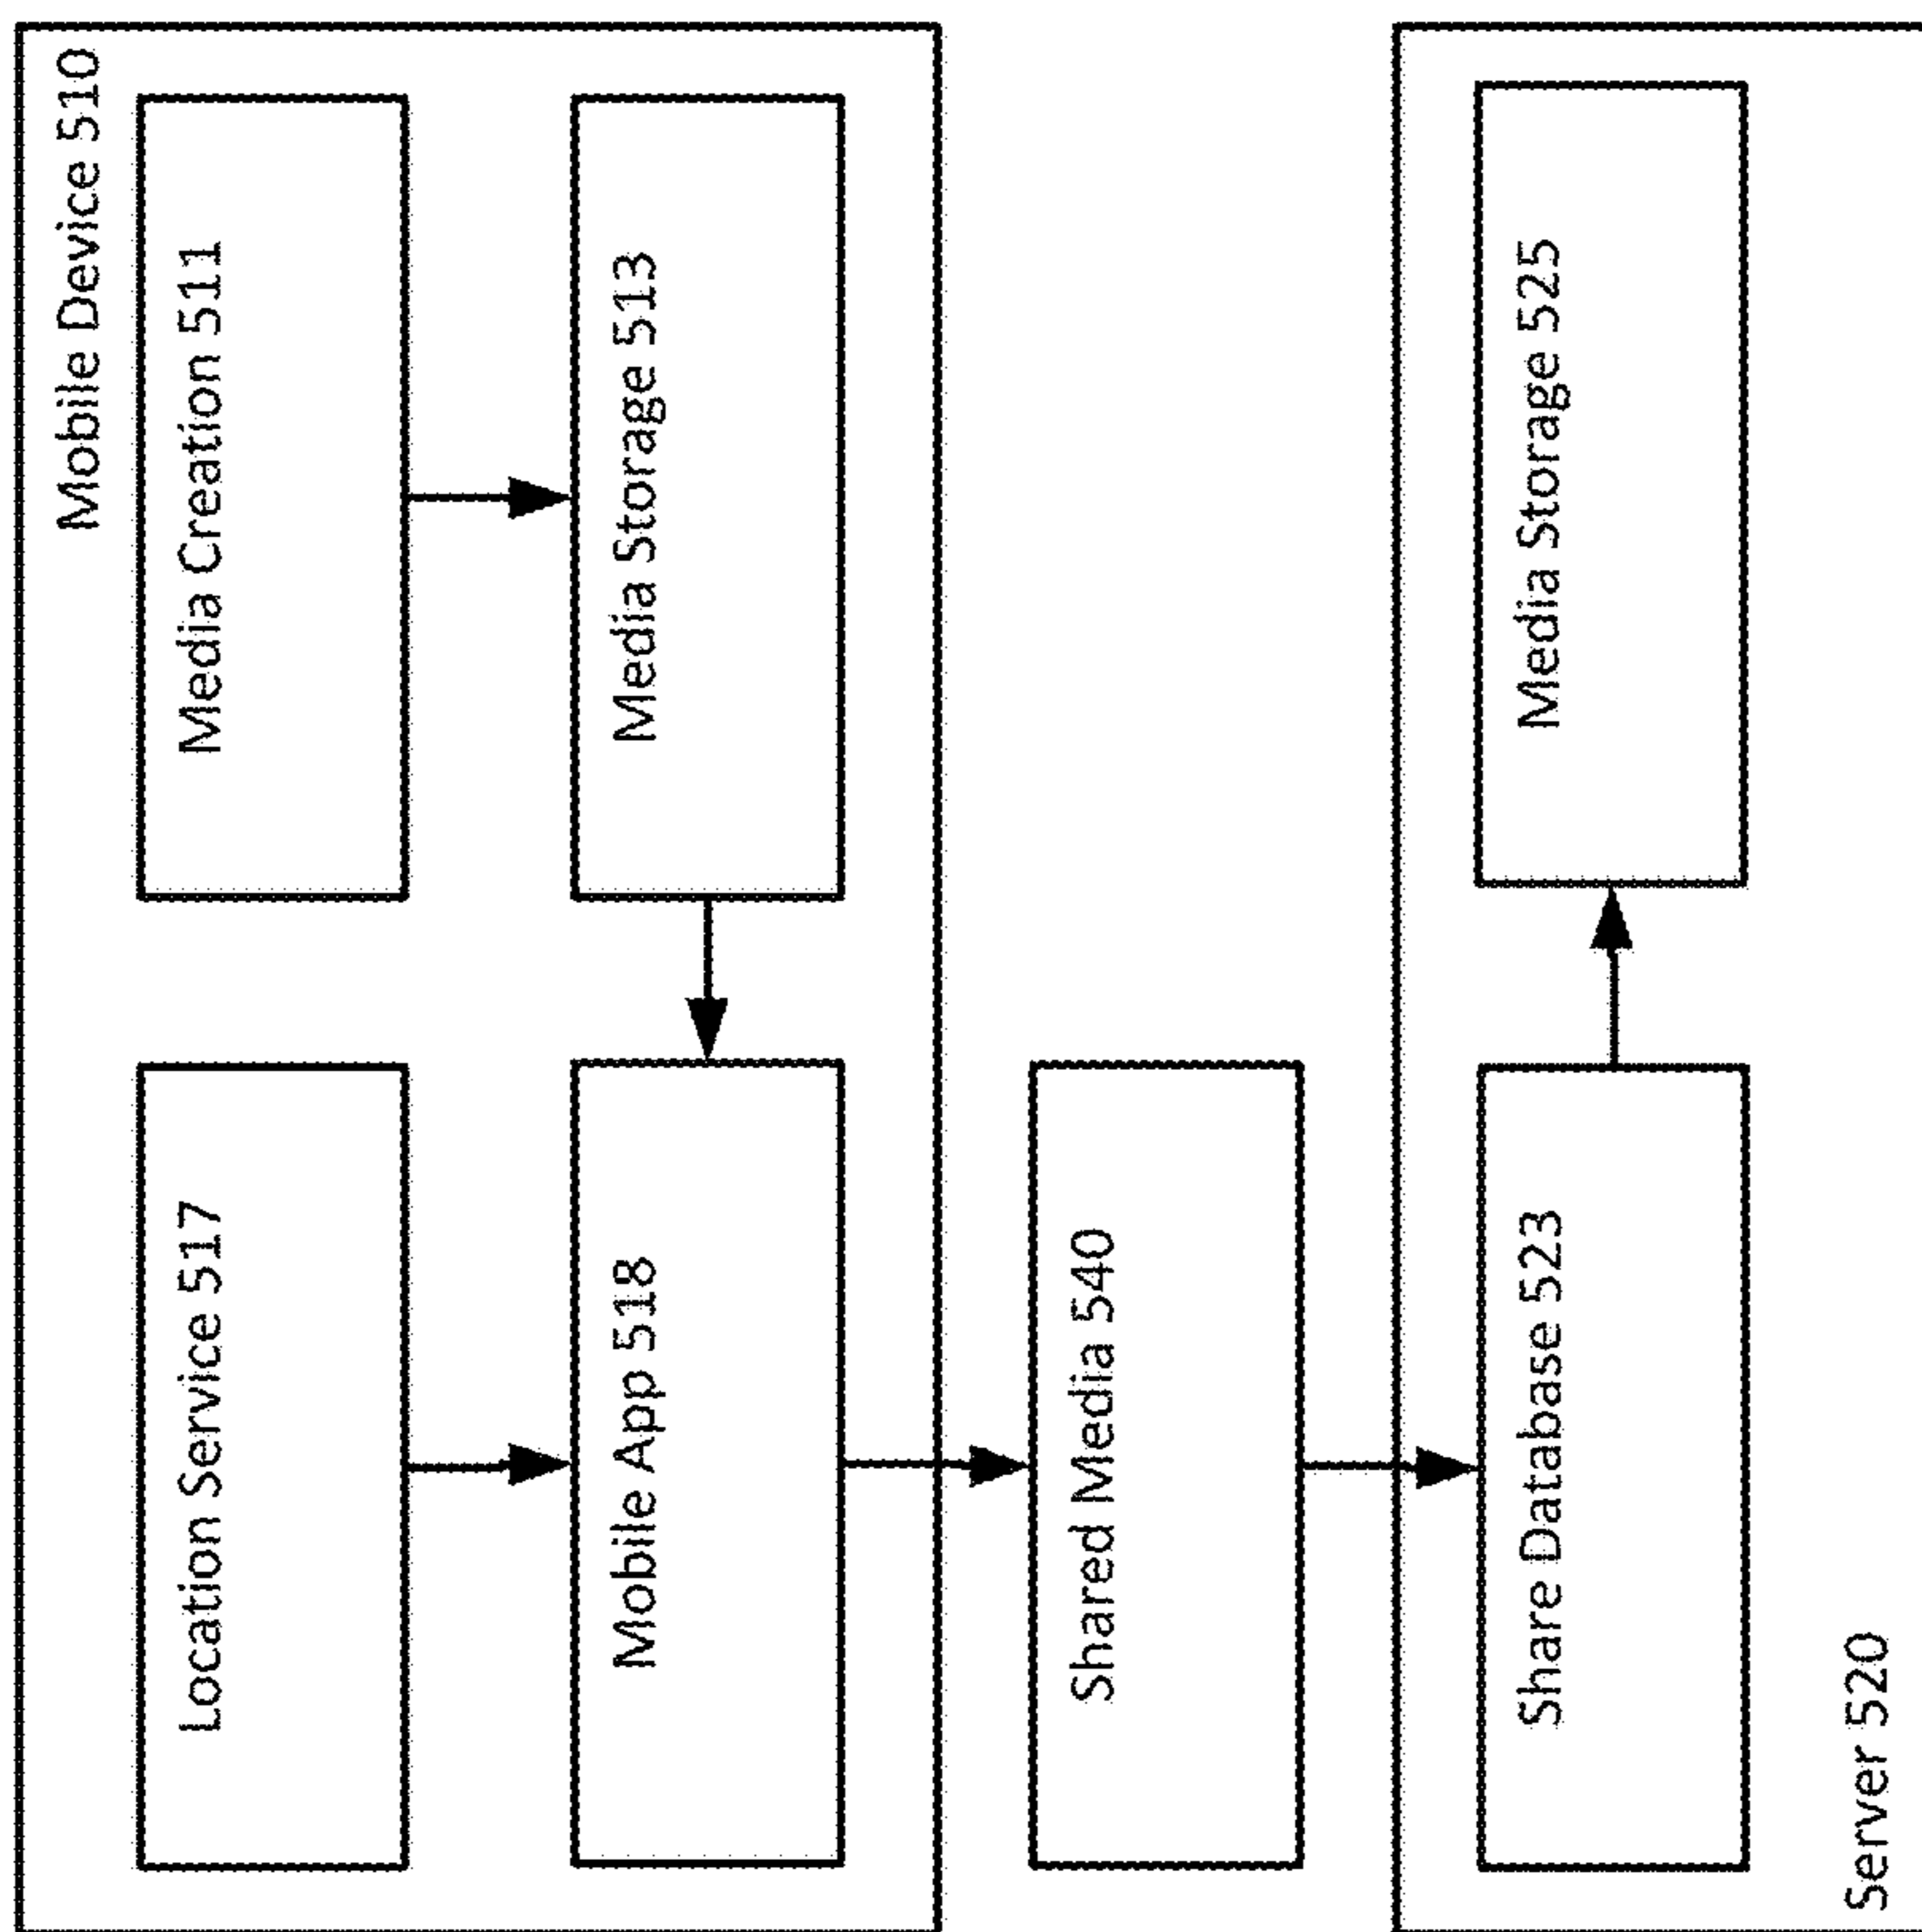 Mobile Device 510
Location Service 517
Media Creation 511
Mobile App 518
Media Storage 513
Shared Media 540
Share Database 523
Media Storage 525
Server 520